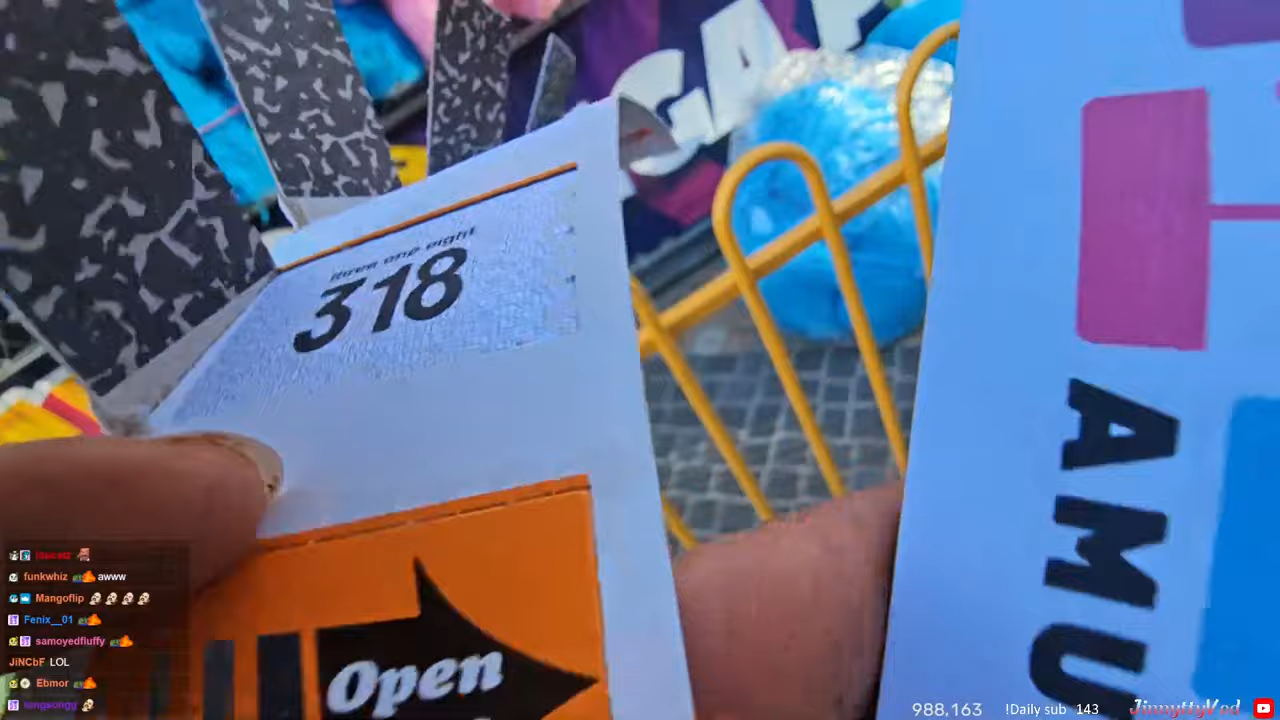 CAR
three one eight
318
Open
AMU
funkwhiz awww
Mangoflip
Fenix__01
samoyedfluffy
JiNCbF LOL
Ebmor
988,163 !Daily sub 143